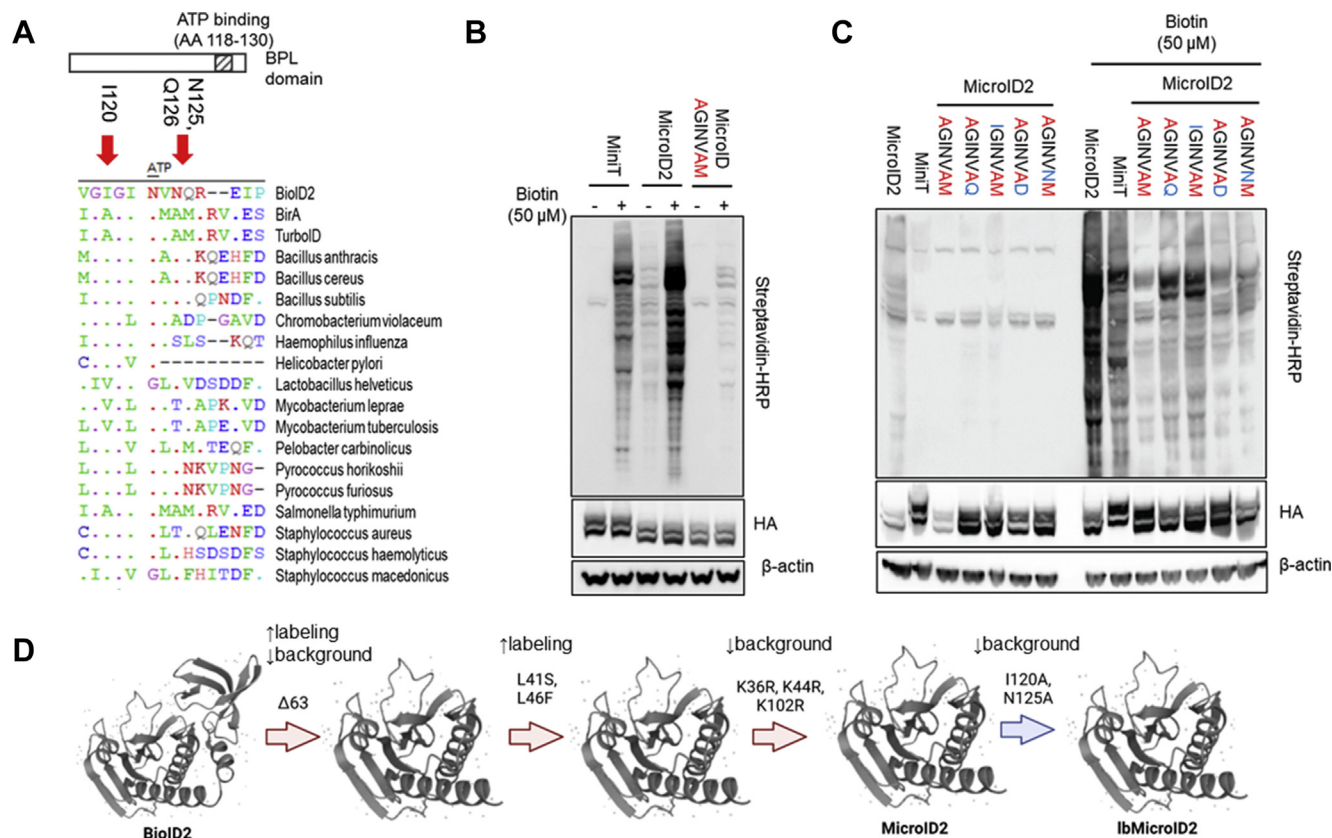 A
ATP binding
(AA 118-130)
BPL
domain
I120
Q126
N125,
ATP
VGIGI NVNQR--EIP BioID2
I.A.. .MAM.RV.ES BirA
I.A.. ..AM.RV.ES TurboID
M.... .A..KQEHFD Bacillus anthracis
M.... .A..KQEHFD Bacillus cereus
I.... ....QPNDF. Bacillus subtilis
....L ..ADP-GAVD Chromobacterium violaceum
I.... ..SLS--KQT Haemophilus influenza
C...V . Helicobacter pylori
.IV.. GL.VDSDDF. Lactobacillus helveticus
..V.L ..T.APK.VD Mycobacterium leprae
L.V.L ..T.APE.VD Mycobacterium tuberculosis
L...V .L.M.TEQF. Pelobacter carbinolicus
L...L ...NKVPNG- Pyrococcus horikoshii
L.... ...NKVPNG- Pyrococcus furiosus
I.A.. .MAM.RV.ED Salmonella typhimurium
C.... .LT.QLENFD Staphylococcus aureus
C.... .L.HSDSDFS Staphylococcus haemolyticus
.I..V GL.FHITDF. Staphylococcus macedonicus
B
MiniT
MicroID2
MicroID
AGINVAM
Biotin
(50 µM)
- + - + - +
Streptavidin-HRP
HA
β-actin
C
Biotin
(50 µM)
MicroID2
MicroID2
MicroID2
MiniT
AGINVAM
AGINVAQ
IGINVAM
AGINVAD
AGINVNM
MicroID2
MiniT
AGINVAM
AGINVAQ
IGINVAM
AGINVAD
AGINVNM
Streptavidin-HRP
HA
β-actin
D
↑labeling
↓background
Δ63
↑labeling
L41S,
L46F
↓background
K36R, K44R,
K102R
↓background
I120A,
N125A
BioID2
MicroID2
lbMicroID2